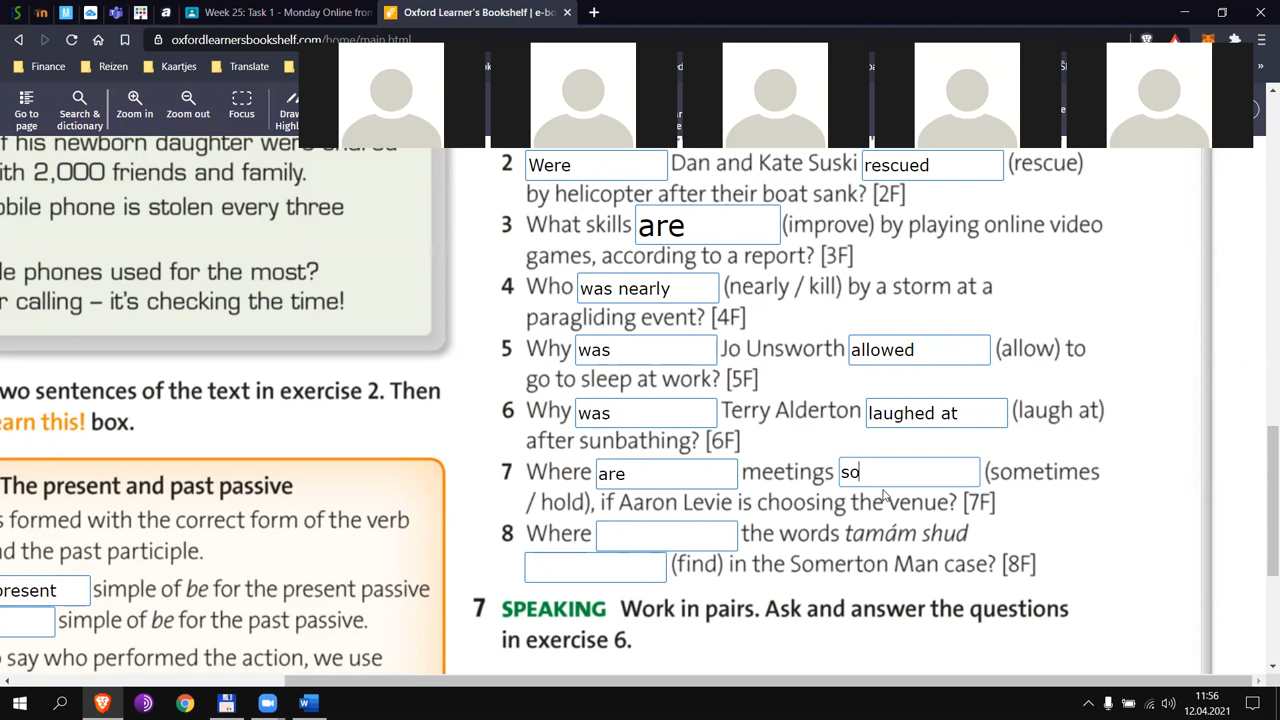 Week 25: Task 1 - Monday Online from
Oxford Learner's Bookshelf | e-bo
oxfordlearnersbookshelf.com/home/main.html
Finance
Reizen
Kaartjes
Translate
Go to page
Search & dictionary
Zoom in
Zoom out
Focus
f his newborn daughter were shared
ith 2,000 friends and family.
obile phone is stolen every three
le phones used for the most?
r calling – it's checking the time!
wo sentences of the text in exercise 2. Then
earn this! box.
The present and past passive
s formed with the correct form of the verb
nd the past participle.
present simple of be for the present passive
simple of be for the past passive.
o say who performed the action, we use
2 Were Dan and Kate Suski rescued (rescue)
by helicopter after their boat sank? [2F]
3 What skills are (improve) by playing online video
games, according to a report? [3F]
4 Who was nearly (nearly / kill) by a storm at a
paragliding event? [4F]
5 Why was Jo Unsworth allowed (allow) to
go to sleep at work? [5F]
6 Why was Terry Alderton laughed at (laugh at)
after sunbathing? [6F]
7 Where are meetings so (sometimes
/ hold), if Aaron Levie is choosing the venue? [7F]
8 Where the words tamám shud
(find) in the Somerton Man case? [8F]
7 SPEAKING Work in pairs. Ask and answer the questions
in exercise 6.
11:56
12.04.2021